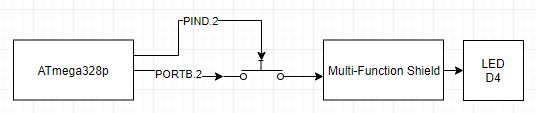 PIND.2
ATmega328p
PORTB.2
Multi-Function Shield
LED
D4